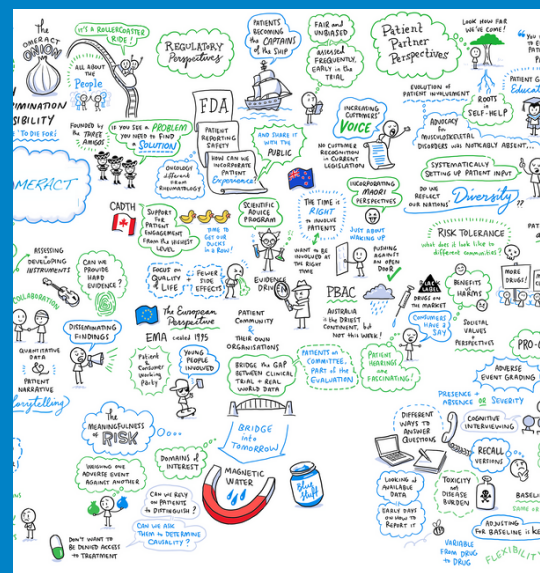 The
OMERACT
ONION
IT'S A ROLLERCOASTER
RIDE!
ALL ABOUT
THE
People
MINATION
SIBILITY
TO DIE FOR!
FOUNDED by
the THREE
AMIGOS
IF YOU SEE A PROBLEM
YOU NEED TO FIND
A SOLUTION
MERACT
REGULATORY
Perspectives
FDA
PATIENT
REPORTING
SAFETY
HOW CAN WE
INCORPORATE
PATIENT
Experience?
ONCOLOGY
different
FROM
RHEUMATOLOGY
PATIENTS
BECOMING
the CAPTAINS
of the SHIP
FAIR and
UNBIASED
assessed
FREQUENTLY,
EARLY in the
TRIAL
AND SHARE IT
WITH THE
PUBLIC
Patient
Partner
Perspectives
LOOK HOW FAR
WE'VE COME!
EVOLUTION of
PATIENT INVOLVEMENT
ROOTS
in
SELF-HELP
INCREASING
CUSTOMERS'
VOICE
NO CUSTOMER
RECOGNITION
in CURRENT
LEGISLATION
ADVOCACY
for
MUSCULOSKELETAL
DISORDERS WAS NOTICABLY ABSENT...
SYSTEMATICALLY
SETTING UP PATIENT INPUT
CADTH
SUPPORT
the
PATIENT
ENGAGEMENT
FROM the HIGHEST
LEVEL
TIME to
GET OUR
DUCKS
in a Row!
SCIENTIFIC
ADVICE
PROGRAM
THE TIME is
RIGHT
to INVOLVE
PATIENTS
INCORPORATING
MAORI
PERSPECTIVES
JUST ABOUT
WAKING UP
WANT to BE
INVOLVED AT
the RIGHT
TIME
PUSHING
AGAINST
an OPEN
DOOR
DO WE
REFLECT
OUR NATIONS'
Diversity??
RISK TOLERANCE
what does it look like to
different communities?
ASSESSING
&
DEVELOPING
INSTRUMENTS
CAN WE
PROVIDE
HARD
EVIDENCE?
COLLABORATION
DISSEMINATING
FINDINGS
QUANTITATIVE
DATA
&
PATIENT
NARRATIVE
Storytelling
FOCUS on
QUALITY
of LIFE
+
FEWER
SIDE
EFFECTS
EVIDENCE
DRIVEN
The European
Perspective
EMA created 1995
Patient
&
Consumer
Working
Party
YOUNG
PEOPLE
INVOLVED
PATIENT
COMMUNITY
&
THEIR OWN
ORGANISATIONS
BRIDGE the GAP
BETWEEN CLINICAL
TRIAL + REAL
WORLD DATA
BRIDGE
into
TOMORROW
PBAC
AUSTRALIA
is the DRIEST
CONTINENT, but
NOT this WEEK!
PATIENTS on
COMMITTEE,
PART of the
EVALUATION
PATIENT
HEARINGS are
FASCINATING!
LABEL
DRUGS ON
the MARKET
CONSUMERS
HAVE a
SAY
BENEFITS
vs
HARMS
SOCIETAL
VALUES
+
PERSPECTIVES
MORE
DRUGS!
ADVERSE
EVENT GRADING
PRESENCE or
ABSENCE OR SEVERITY
The
MEANINGFULNESS
of RISK
WEIGHING ONE
ADVERSE EVENT
AGAINST ANOTHER
DOMAINS of
INTEREST
CAN WE RELY
ON PATIENTS
to DISTINGUISH?
CAN WE ASK
THEM to DETERMINE
CAUSALITY?
DON'T WANT to
BE DENIED ACCESS
to TREATMENT
MAGNETIC
WATER
Blue
Stuff
DIFFERENT
WAYS TO
ANSWER
QUESTIONS
COGNITIVE
INTERVIEWING
RECALL
VERSIONS
LOOKING at
AVAILABLE
DATA
EARLY DAYS
on HOW to
REPORT IT
TOXICITY
not
DISEASE
BURDEN
ADJUSTING
FOR BASELINE is KE
VARIABLE
FROM DRUG
to DRUG
FLEXIBILITY